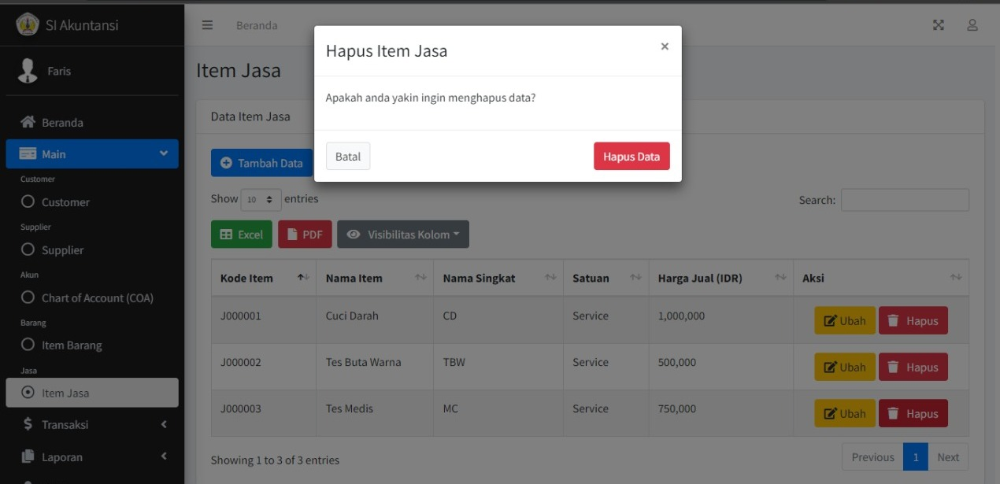 SI Akuntansi
Faris
Beranda
Main
Customer
Customer
Supplier
Supplier
Akun
Chart of Account (COA)
Barang
Item Barang
Jasa
Item Jasa
Transaksi
Laporan
Beranda
Item Jasa
Hapus Item Jasa ×
Apakah anda yakin ingin menghapus data?
Batal Hapus Data
Data Item Jasa
Tambah Data
Show 10 entries Search:
Excel PDF Visibilitas Kolom
Kode Item Nama Item Nama Singkat Satuan Harga Jual (IDR) Aksi
J000001 Cuci Darah CD Service 1,000,000 Ubah Hapus
J000002 Tes Buta Warna TBW Service 500,000 Ubah Hapus
J000003 Tes Medis MC Service 750,000 Ubah Hapus
Showing 1 to 3 of 3 entries Previous 1 Next